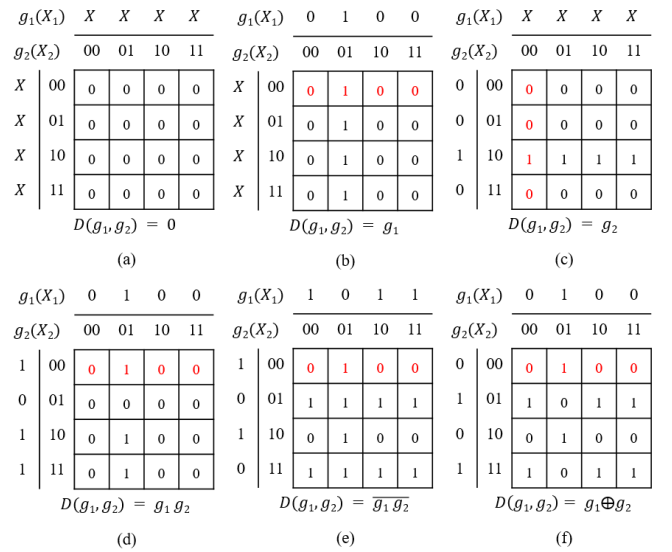 g₁(X₁) X X X X
g₂(X₂) 00 01 10 11
X 00 0 0 0 0
X 01 0 0 0 0
X 10 0 0 0 0
X 11 0 0 0 0
D(g₁, g₂) = 0
(a)
g₁(X₁) 0 1 0 0
g₂(X₂) 00 01 10 11
X 00 0 1 0 0
X 01 0 1 0 0
X 10 0 1 0 0
X 11 0 1 0 0
D(g₁, g₂) = g₁
(b)
g₁(X₁) X X X X
g₂(X₂) 00 01 10 11
0 00 0 0 0 0
0 01 0 0 0 0
1 10 1 1 1 1
0 11 0 0 0 0
D(g₁, g₂) = g₂
(c)
g₁(X₁) 0 1 0 0
g₂(X₂) 00 01 10 11
1 00 0 1 0 0
0 01 0 0 0 0
1 10 0 1 0 0
1 11 0 1 0 0
D(g₁, g₂) = g₁ g₂
(d)
g₁(X₁) 1 0 1 1
g₂(X₂) 00 01 10 11
1 00 0 1 0 0
0 01 1 1 1 1
1 10 0 1 0 0
0 11 1 1 1 1
D(g₁, g₂) = g̅₁̅ ̅g̅₂̅
(e)
g₁(X₁) 0 1 0 0
g₂(X₂) 00 01 10 11
0 00 0 1 0 0
1 01 1 0 1 1
0 10 0 1 0 0
1 11 1 0 1 1
D(g₁, g₂) = g₁⊕g₂
(f)